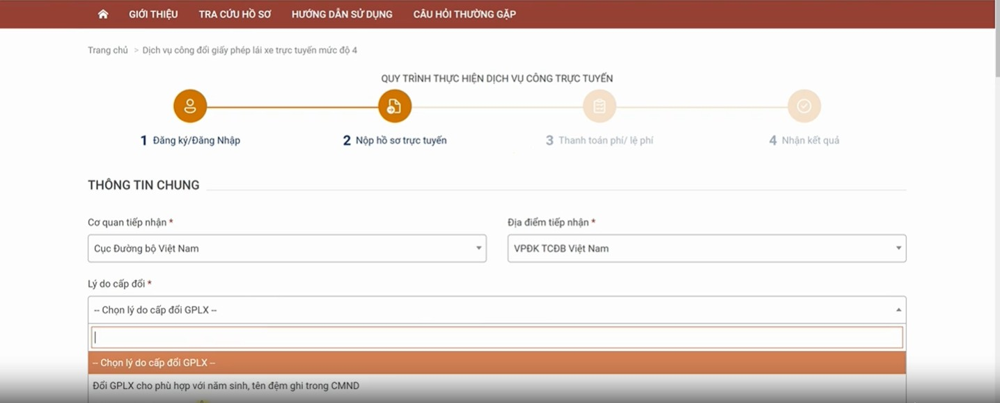 GIỚI THIỆU TRA CỨU HỒ SƠ HƯỚNG DẪN SỬ DỤNG CÂU HỎI THƯỜNG GẶP
Trang chủ > Dịch vụ công đổi giấy phép lái xe trực tuyến mức độ 4
QUY TRÌNH THỰC HIỆN DỊCH VỤ CÔNG TRỰC TUYẾN
1 Đăng ký/Đăng Nhập 2 Nộp hồ sơ trực tuyến 3 Thanh toán phí/ lệ phí 4 Nhận kết quả
THÔNG TIN CHUNG
Cơ quan tiếp nhận * Địa điểm tiếp nhận *
Cục Đường bộ Việt Nam VPĐK TCĐB Việt Nam
Lý do cấp đổi *
-- Chọn lý do cấp đổi GPLX --
-- Chọn lý do cấp đổi GPLX --
Đổi GPLX cho phù hợp với năm sinh, tên đệm ghi trong CMND